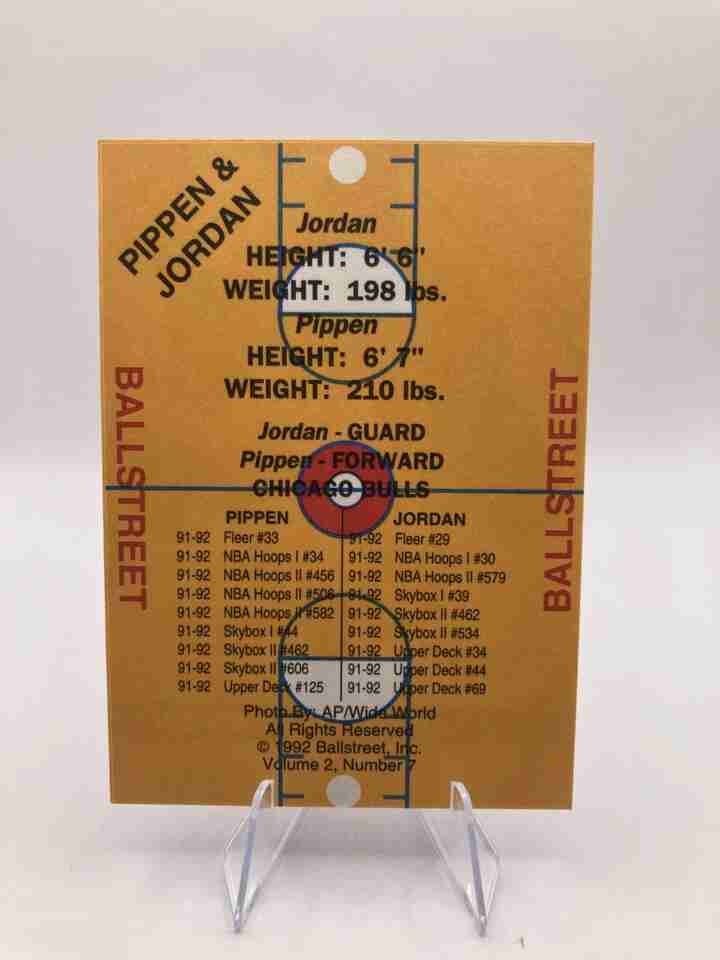 PIPPEN &
JORDAN
Jordan
HEIGHT: 6' 6"
WEIGHT: 198 lbs.
Pippen
HEIGHT: 6' 7"
WEIGHT: 210 lbs.
BALLSTREET
BALLSTREET
Jordan - GUARD
Pippen - FORWARD
CHICAGO BULLS
PIPPEN JORDAN
91-92 Fleer #33 91-92 Fleer #29
91-92 NBA Hoops I #34 91-92 NBA Hoops I #30
91-92 NBA Hoops II #456 91-92 NBA Hoops II #579
91-92 NBA Hoops II #506 91-92 Skybox I #39
91-92 NBA Hoops II #582 91-92 Skybox II #462
91-92 Skybox I #44 91-92 Skybox II #534
91-92 Skybox II #462 91-92 Upper Deck #34
91-92 Skybox II #606 91-92 Upper Deck #44
91-92 Upper Deck #125 91-92 Upper Deck #69
Photo By: AP/Wide World
All Rights Reserved
© 1992 Ballstreet, Inc.
Volume 2, Number 7